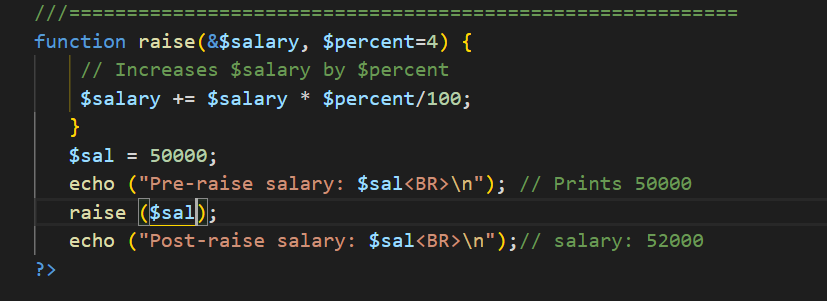 ///==========================================================
function raise(&$salary, $percent=4) {
// Increases $salary by $percent
$salary += $salary * $percent/100;
}
$sal = 50000;
echo ("Pre-raise salary: $sal<BR>\n"); // Prints 50000
raise ($sal);
echo ("Post-raise salary: $sal<BR>\n");// salary: 52000
?>